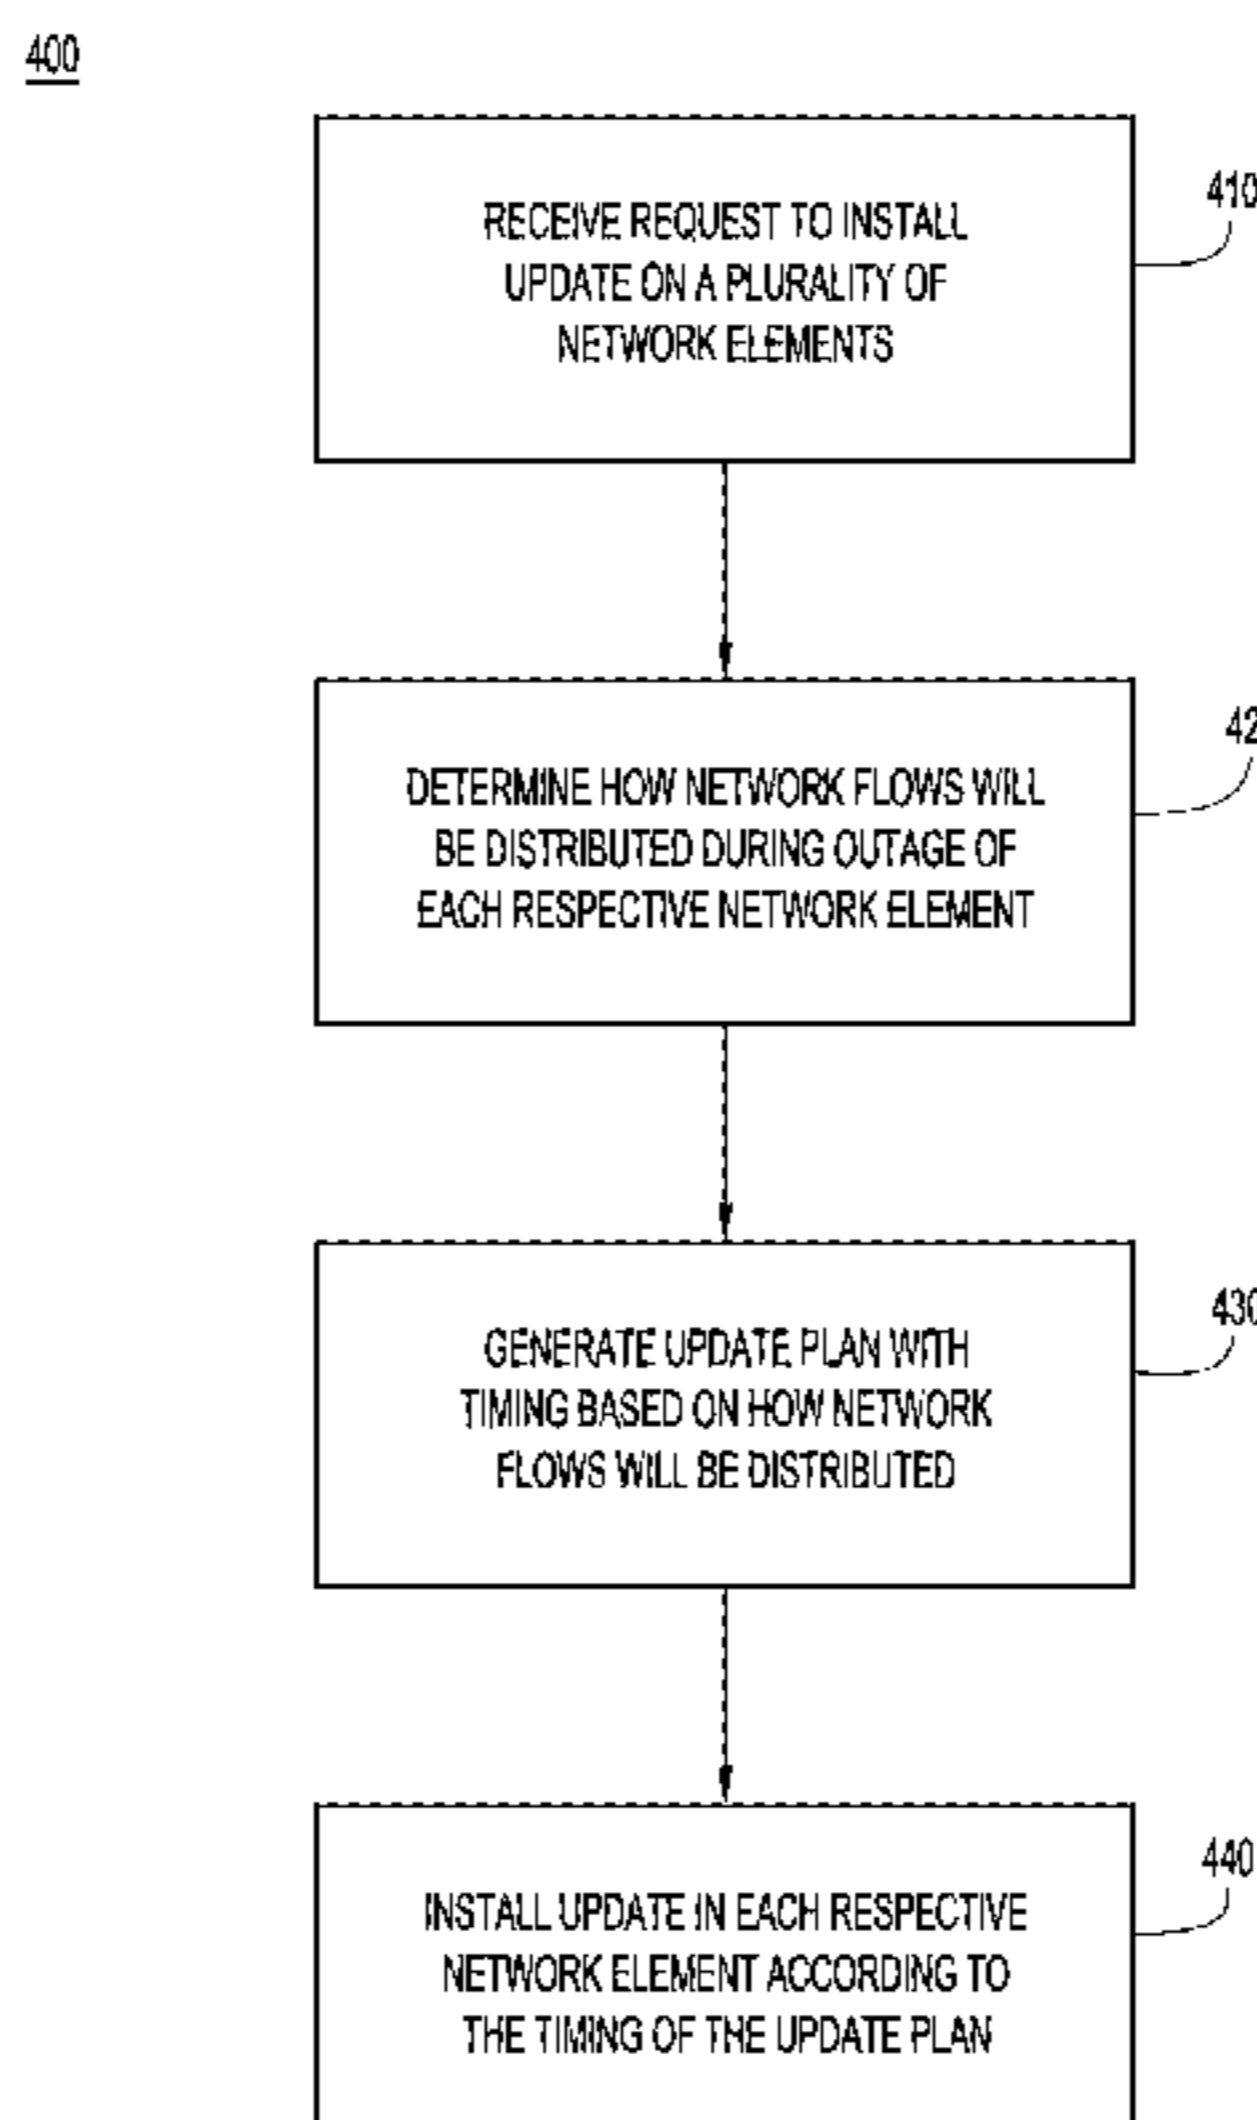 400
RECEIVE REQUEST TO INSTALL
UPDATE ON A PLURALITY OF
NETWORK ELEMENTS
410
DETERMINE HOW NETWORK FLOWS WILL
BE DISTRIBUTED DURING OUTAGE OF
EACH RESPECTIVE NETWORK ELEMENT
42
GENERATE UPDATE PLAN WITH
TIMING BASED ON HOW NETWORK
FLOWS WILL BE DISTRIBUTED
430
INSTALL UPDATE IN EACH RESPECTIVE
NETWORK ELEMENT ACCORDING TO
THE TIMING OF THE UPDATE PLAN
440